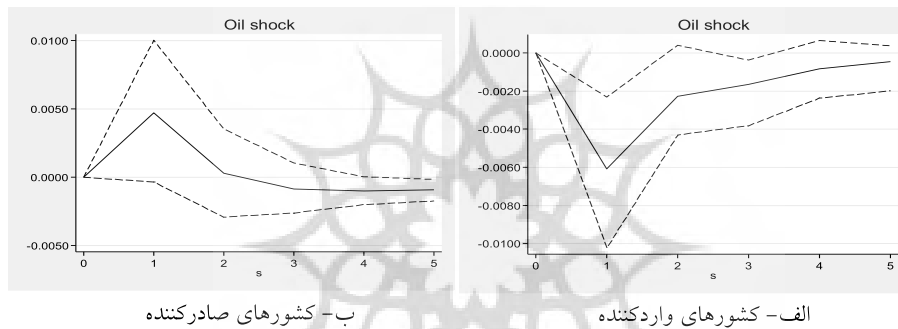 Oil shock
0.0100
0.0050
0.0000
-0.0050
0 1 2 3 4 5
s
ب- کشورهای صادرکننده
Oil shock
0.0000
-0.0020
-0.0040
-0.0060
-0.0080
-0.0100
0 1 2 3 4 5
s
الف- کشورهای واردکننده